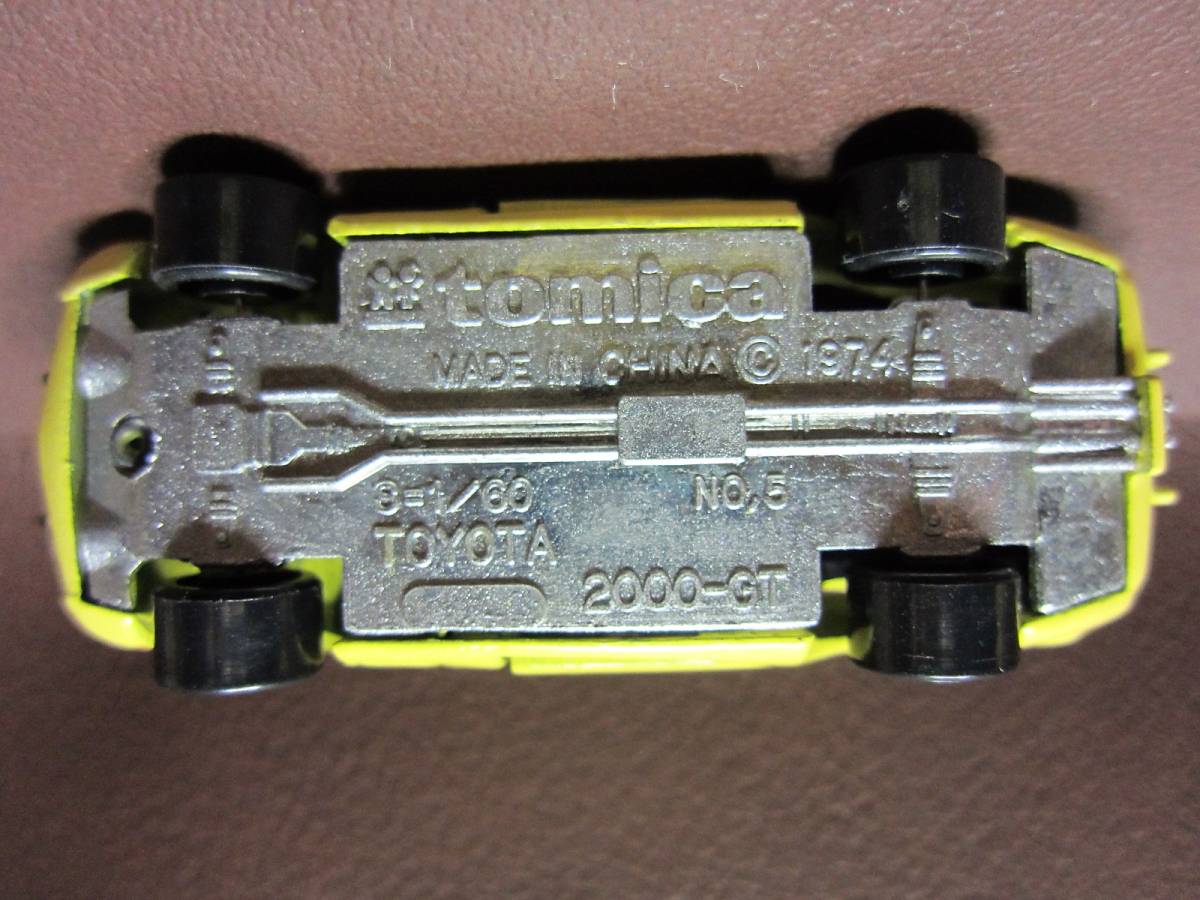 tomica
MADE IN CHINA © 1974
S=1/60 NO,5
TOYOTA
2000-GT